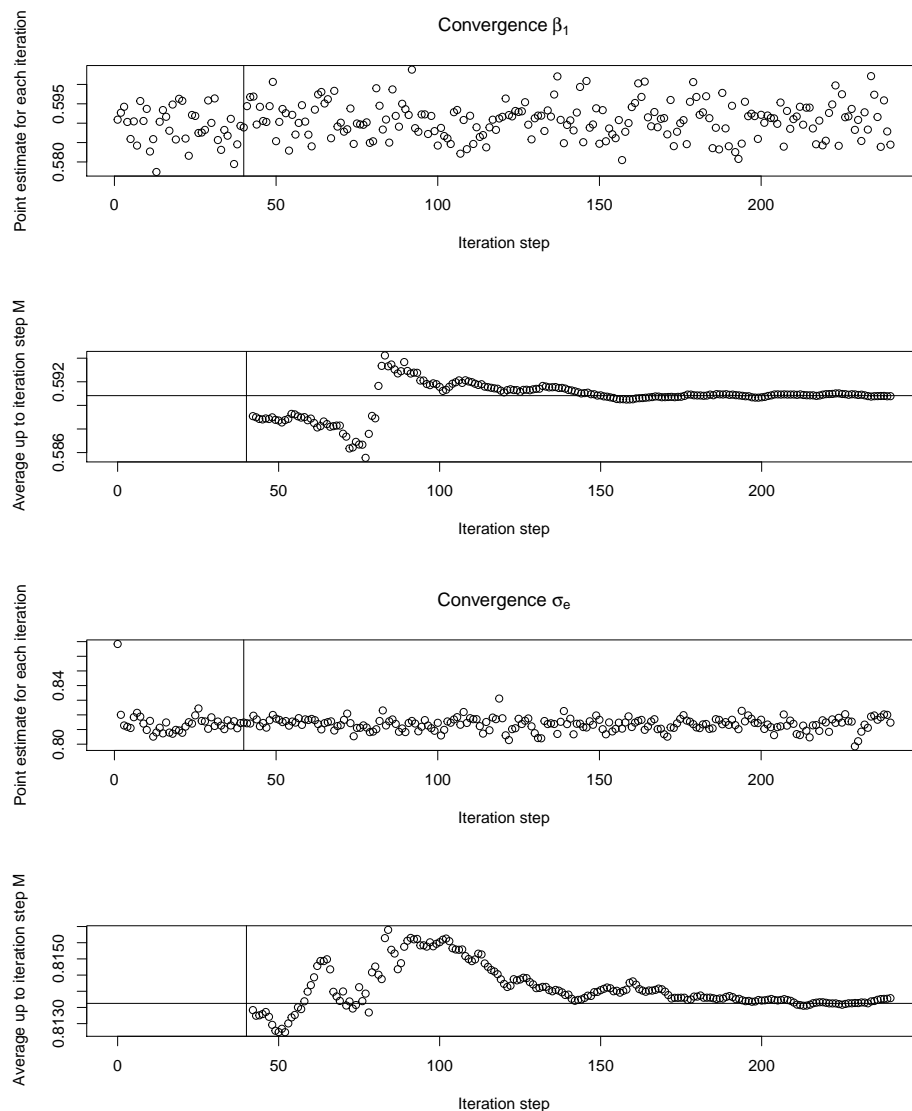 Convergence β₁
Point estimate for each iteration
0.595
0.580
0 50 100 150 200
Iteration step
Average up to iteration step M
0.592
0.586
0 50 100 150 200
Iteration step
Convergence σₑ
Point estimate for each iteration
0.84
0.80
0 50 100 150 200
Iteration step
Average up to iteration step M
0.8150
0.8130
0 50 100 150 200
Iteration step